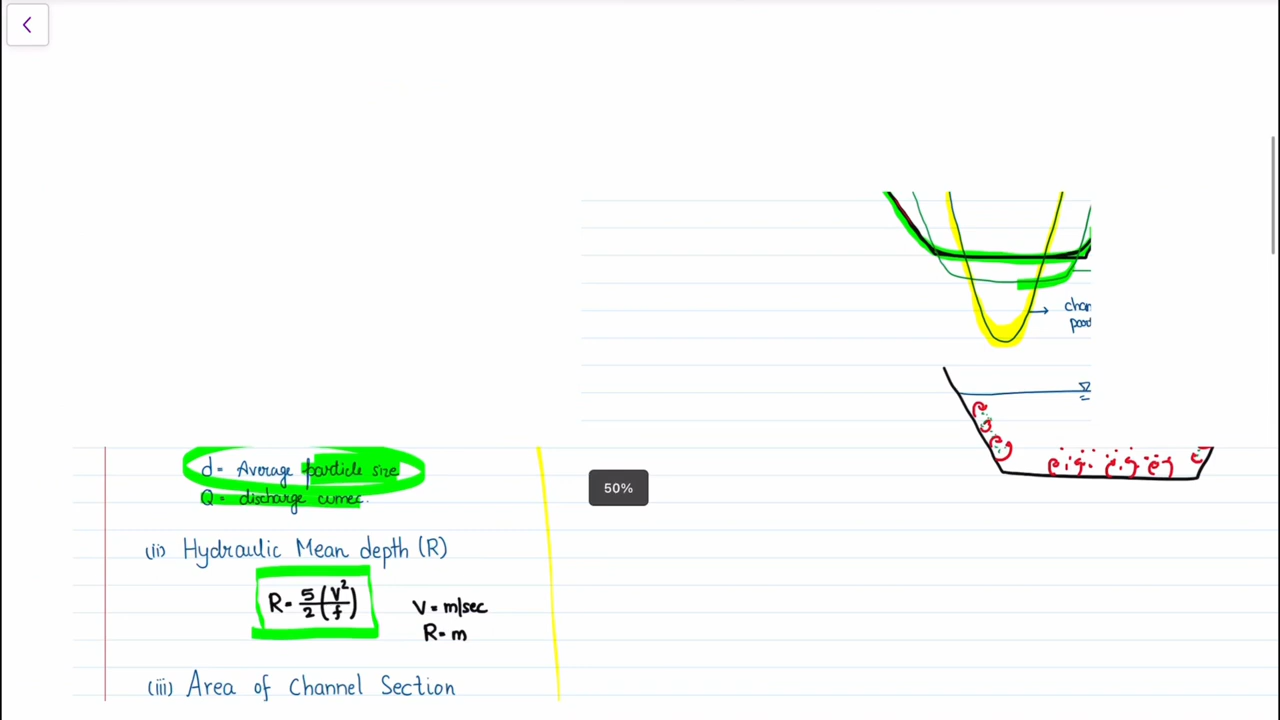 char
d = Average particle size
Q = discharge cumec.
50%
(ii) Hydraulic Mean depth (R)
R = 5/2 (V²/f)
V = m/sec
R = m
(iii) Area of Channel Section